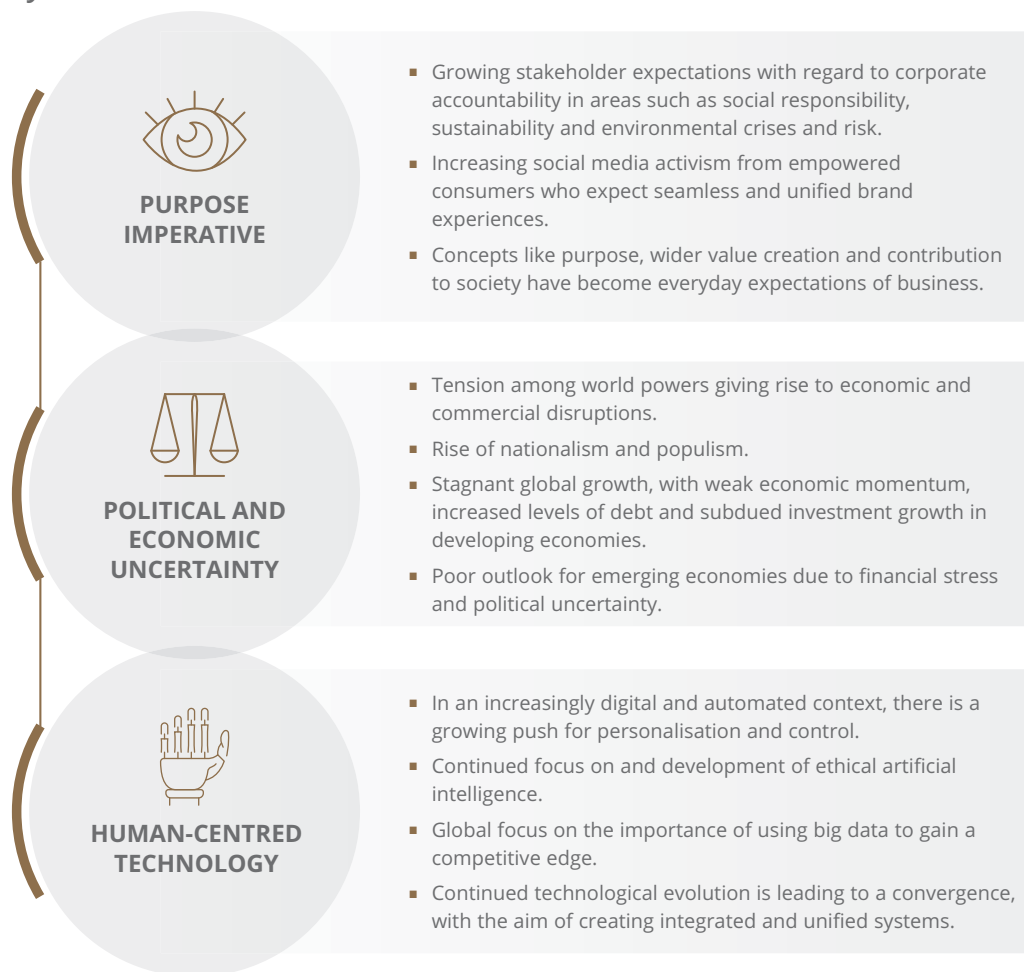 PURPOSE
IMPERATIVE
▪ Growing stakeholder expectations with regard to corporate
accountability in areas such as social responsibility,
sustainability and environmental crises and risk.
▪ Increasing social media activism from empowered
consumers who expect seamless and unified brand
experiences.
▪ Concepts like purpose, wider value creation and contribution
to society have become everyday expectations of business.
POLITICAL AND
ECONOMIC
UNCERTAINTY
▪ Tension among world powers giving rise to economic and
commercial disruptions.
▪ Rise of nationalism and populism.
▪ Stagnant global growth, with weak economic momentum,
increased levels of debt and subdued investment growth in
developing economies.
▪ Poor outlook for emerging economies due to financial stress
and political uncertainty.
HUMAN-CENTRED
TECHNOLOGY
▪ In an increasingly digital and automated context, there is a
growing push for personalisation and control.
▪ Continued focus on and development of ethical artificial
intelligence.
▪ Global focus on the importance of using big data to gain a
competitive edge.
▪ Continued technological evolution is leading to a convergence,
with the aim of creating integrated and unified systems.